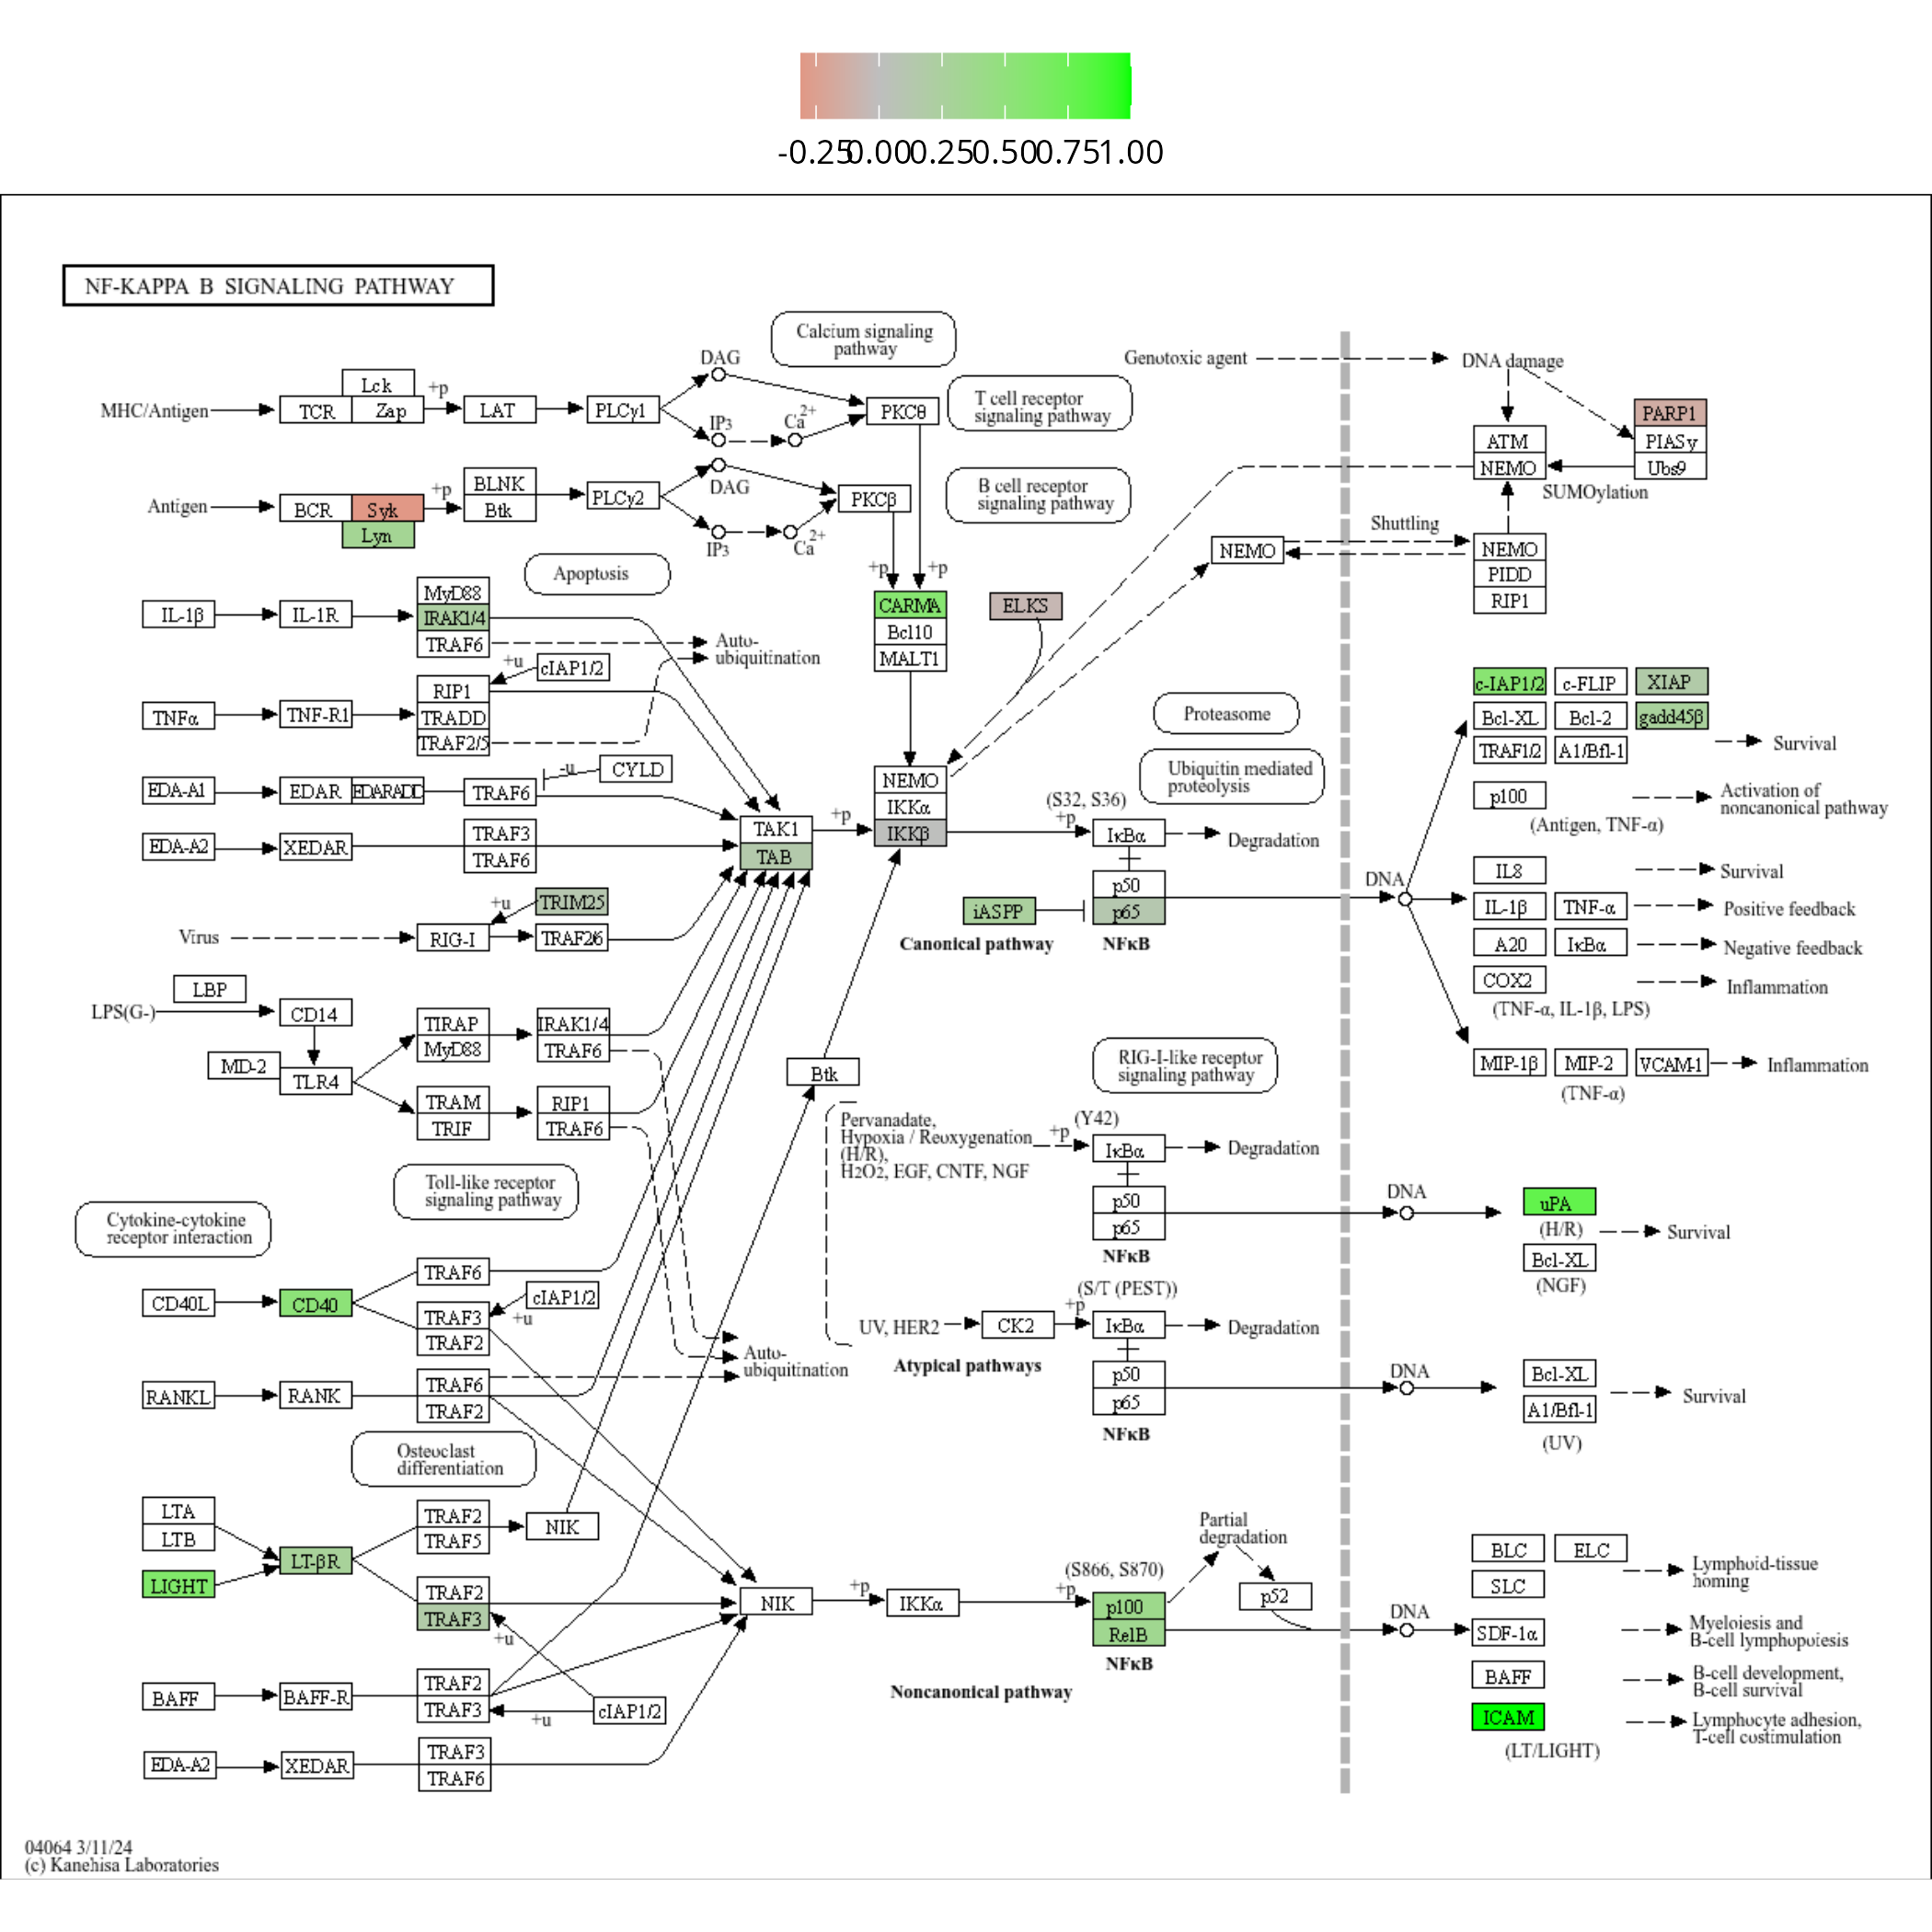 -0.25 0.00 0.25 0.50 0.75 1.00
NF-KAPPA B SIGNALING PATHWAY
Calcium signaling
pathway
T cell receptor
signaling pathway
B cell receptor
signaling pathway
MHC/Antigen
TCR
Lck
Zap
+p
LAT
PLCγ1
DAG
IP3
Ca2+
PKCθ
Antigen
BCR
Syk
Lyn
+p
BLNK
Btk
PLCγ2
DAG
IP3
Ca2+
PKCβ
Genotoxic agent
DNA damage
ATM
NEMO
PARP1
PIASy
Ubs9
SUMOylation
Shuttling
NEMO
NEMO
PIDD
RIP1
Apoptosis
+p
+p
CARMA
Bcl10
MALT1
ELKS
IL-1β
IL-1R
MyD88
IRAK1/4
TRAF6
Auto-
ubiquitination
+u
cIAP1/2
TNFα
TNF-R1
RIP1
TRADD
TRAF2/5
EDA-A1
EDAR
EDARADD
TRAF6
-u
CYLD
EDA-A2
XEDAR
TRAF3
TRAF6
TAK1
TAB
+p
NEMO
IKKα
IKKβ
Proteasome
Ubiquitin mediated
proteolysis
(S32, S36)
+p
IκBα
Degradation
p50
p65
iASPP
Canonical pathway
NFκB
Virus
RIG-I
+u
TRIM25
TRAF2/6
LPS(G-)
LBP
CD14
MD-2
TLR4
TIRAP
MyD88
IRAK1/4
TRAF6
TRAM
TRIF
RIP1
TRAF6
Btk
DNA
c-IAP1/2
c-FLIP
XIAP
Bcl-XL
Bcl-2
gadd45β
TRAF1/2
A1/Bfl-1
Survival
p100
Activation of
noncanonical pathway
(Antigen, TNF-α)
IL8
Survival
IL-1β
TNF-α
Positive feedback
A20
IκBα
Negative feedback
COX2
Inflammation
(TNF-α, IL-1β, LPS)
MIP-1β
MIP-2
VCAM-1
Inflammation
(TNF-α)
RIG-I-like receptor
signaling pathway
Pervanadate,
Hypoxia / Reoxygenation
(H/R),
H2O2, EGF, CNTF, NGF
+p
(Y42)
IκBα
Degradation
p50
p65
NFκB
DNA
uPA
(H/R)
Bcl-XL
(NGF)
Survival
Toll-like receptor
signaling pathway
Cytokine-cytokine
receptor interaction
CD40L
CD40
TRAF6
TRAF3
TRAF2
cIAP1/2
+u
RANKL
RANK
TRAF6
TRAF2
Auto-
ubiquitination
UV, HER2
CK2
(S/T (PEST))
+p
IκBα
Degradation
p50
p65
Atypical pathways
NFκB
DNA
Bcl-XL
A1/Bfl-1
(UV)
Survival
Osteoclast
differentiation
LTA
LTB
LIGHT
LT-βR
TRAF2
TRAF5
NIK
TRAF2
TRAF3
+u
NIK
+p
IKKα
(S866, S870)
+p
p100
RelB
NFκB
Partial
degradation
p52
Noncanonical pathway
DNA
BLC
ELC
SLC
Lymphoid-tissue
homing
SDF-1α
Myeloiesis and
B-cell lymphopoiesis
BAFF
B-cell development,
B-cell survival
ICAM
Lymphocyte adhesion,
T-cell costimulation
(LT/LIGHT)
BAFF
BAFF-R
TRAF2
TRAF3
+u
cIAP1/2
EDA-A2
XEDAR
TRAF3
TRAF6
04064 3/11/24
(c) Kanehisa Laboratories